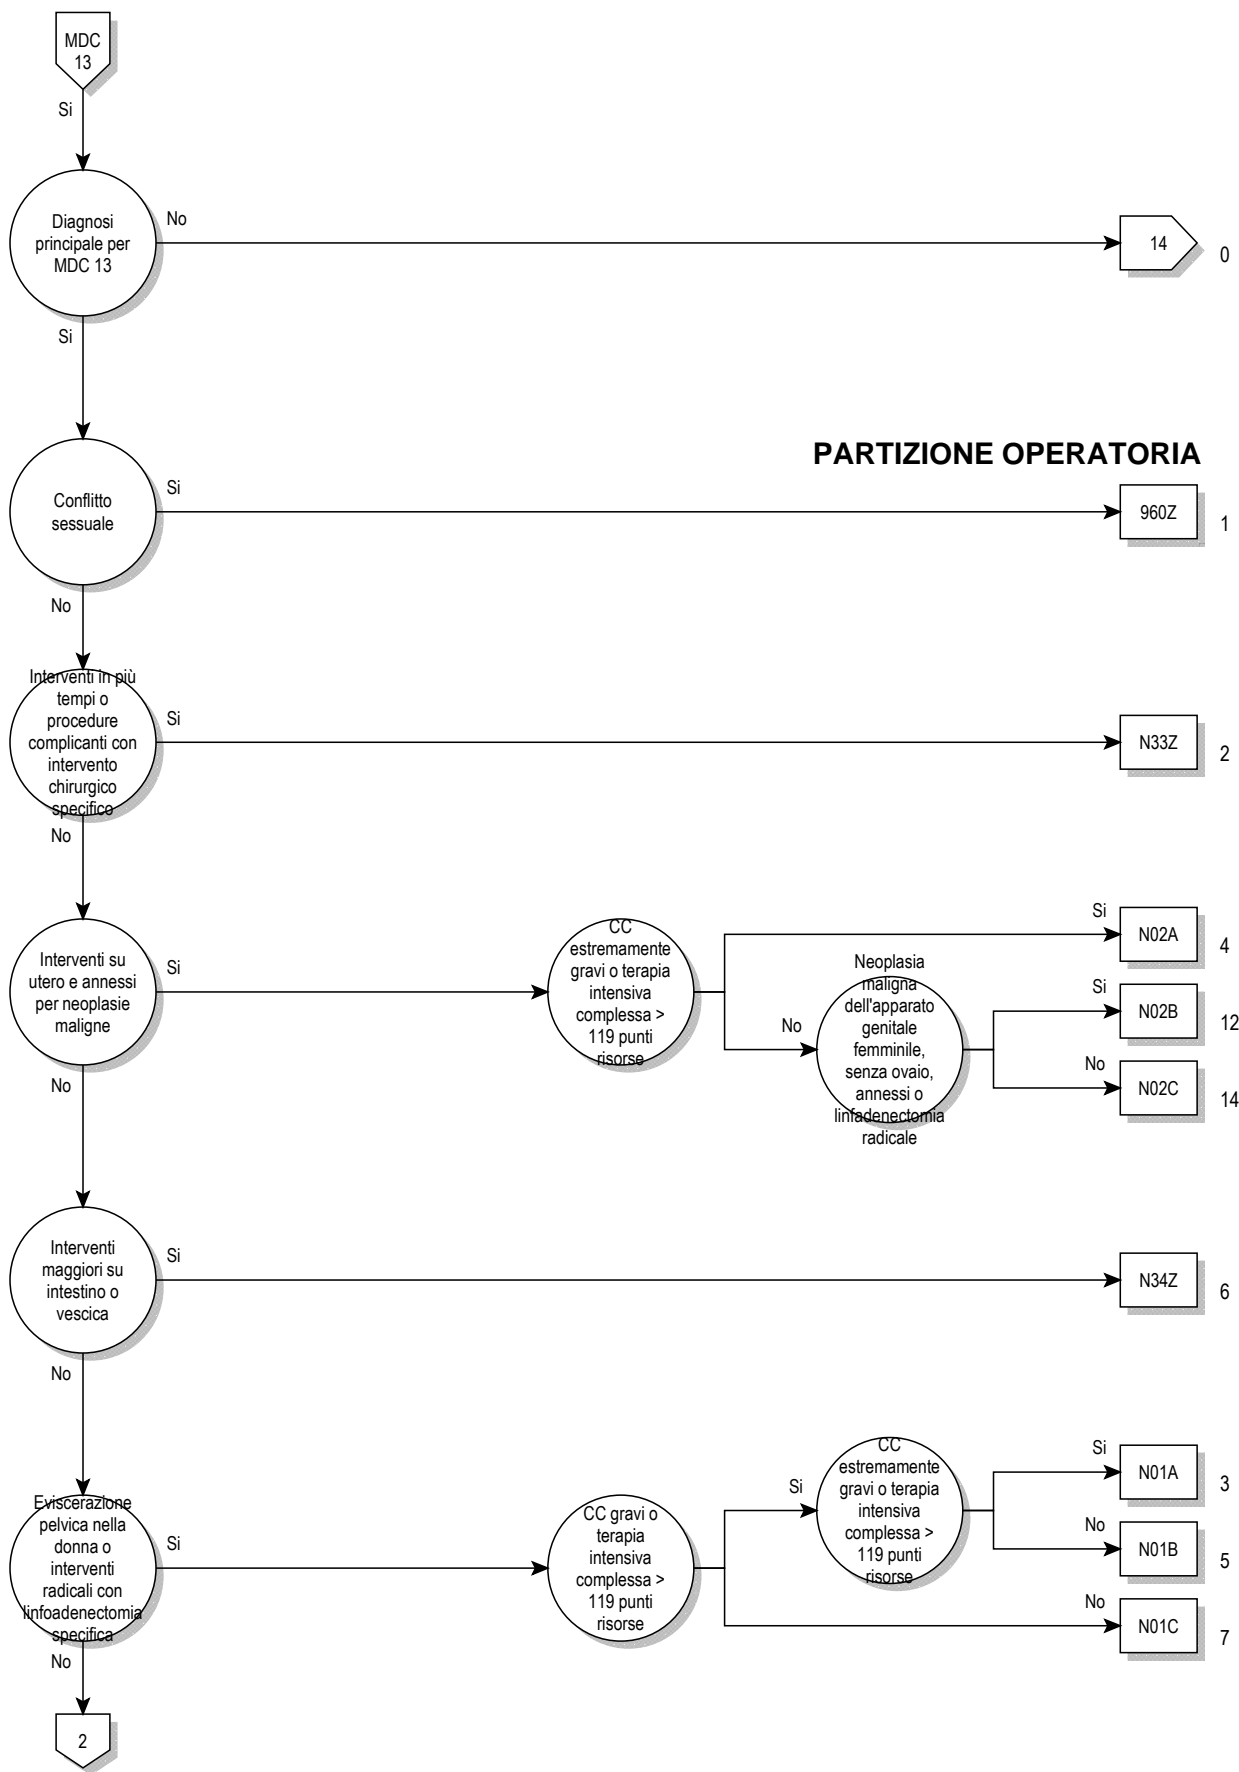 MDC
13
Si
Diagnosi
principale per
MDC 13
No
14
0
Si
PARTIZIONE OPERATORIA
Conflitto
sessuale
Si
960Z
1
No
Interventi in più
tempi o
procedure
complicanti con
intervento
chirurgico
specifico
Si
N33Z
2
No
Interventi su
utero e annessi
per neoplasie
maligne
Si
CC
estremamente
gravi o terapia
intensiva
complessa >
119 punti
risorse
Si
N02A
4
No
Neoplasia
maligna
dell'apparato
genitale
femminile,
senza ovaio,
annessi o
linfadenectomia
radicale
Si
N02B
12
No
N02C
14
No
Interventi
maggiori su
intestino o
vescica
Si
N34Z
6
No
Eviscerazione
pelvica nella
donna o
interventi
radicali con
linfoadenectomia
specifica
Si
CC gravi o
terapia
intensiva
complessa >
119 punti
risorse
Si
CC
estremamente
gravi o terapia
intensiva
complessa >
119 punti
risorse
Si
N01A
3
No
N01B
5
No
N01C
7
No
2